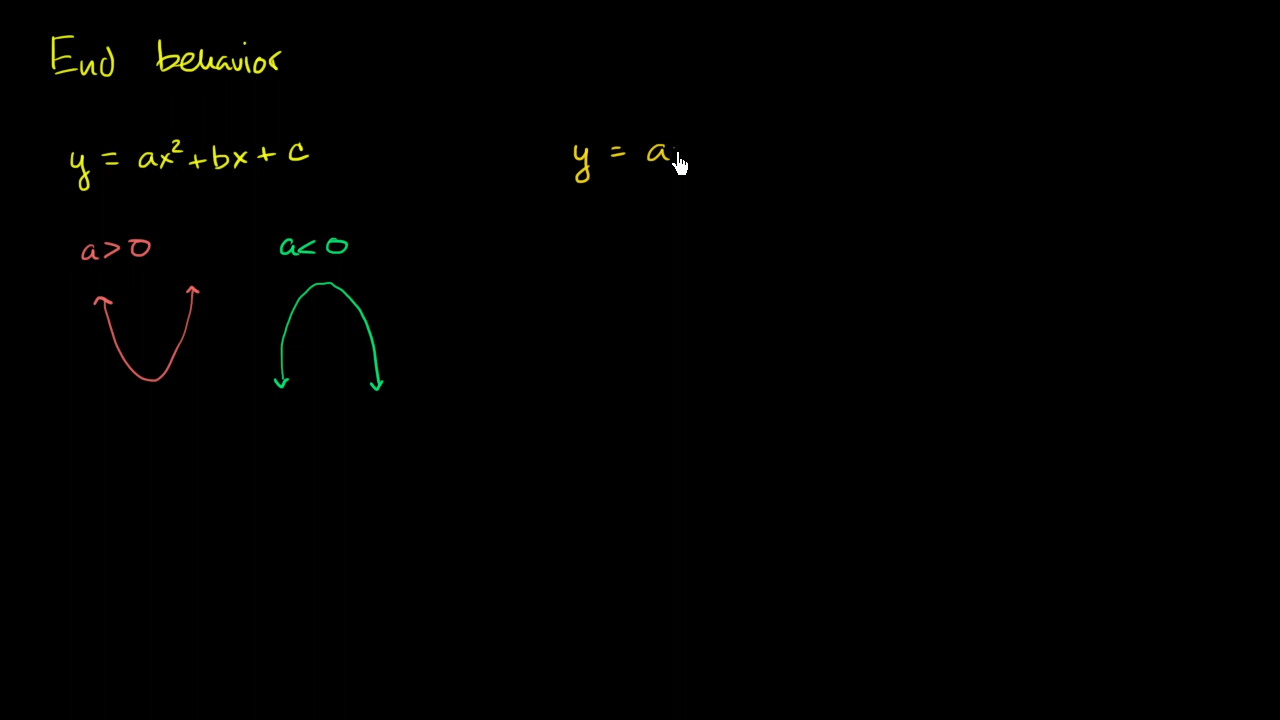 End behavior
y = ax² + bx + c
y = a
a > 0
a < 0